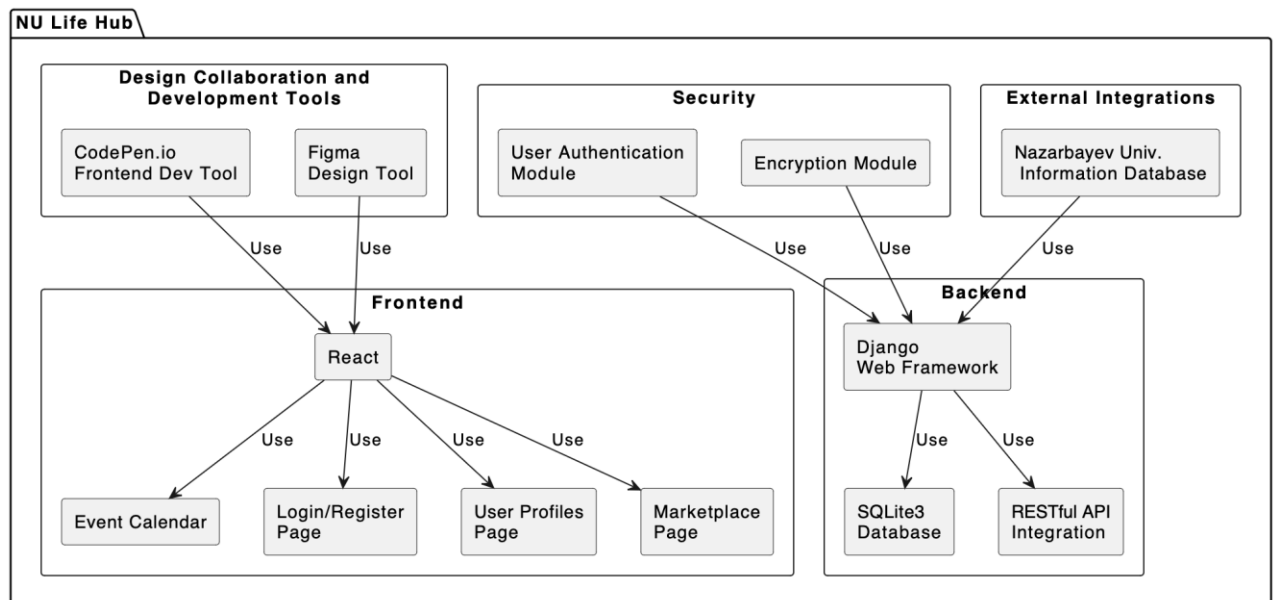 NU Life Hub
Design Collaboration and
Development Tools
CodePen.io
Frontend Dev Tool
Figma
Design Tool
Security
User Authentication
Module
Encryption Module
External Integrations
Nazarbayev Univ.
Information Database
Use
Use
Use
Use
Use
Frontend
React
Use
Use
Use
Use
Event Calendar
Login/Register
Page
User Profiles
Page
Marketplace
Page
Backend
Django
Web Framework
Use
Use
SQLite3
Database
RESTful API
Integration